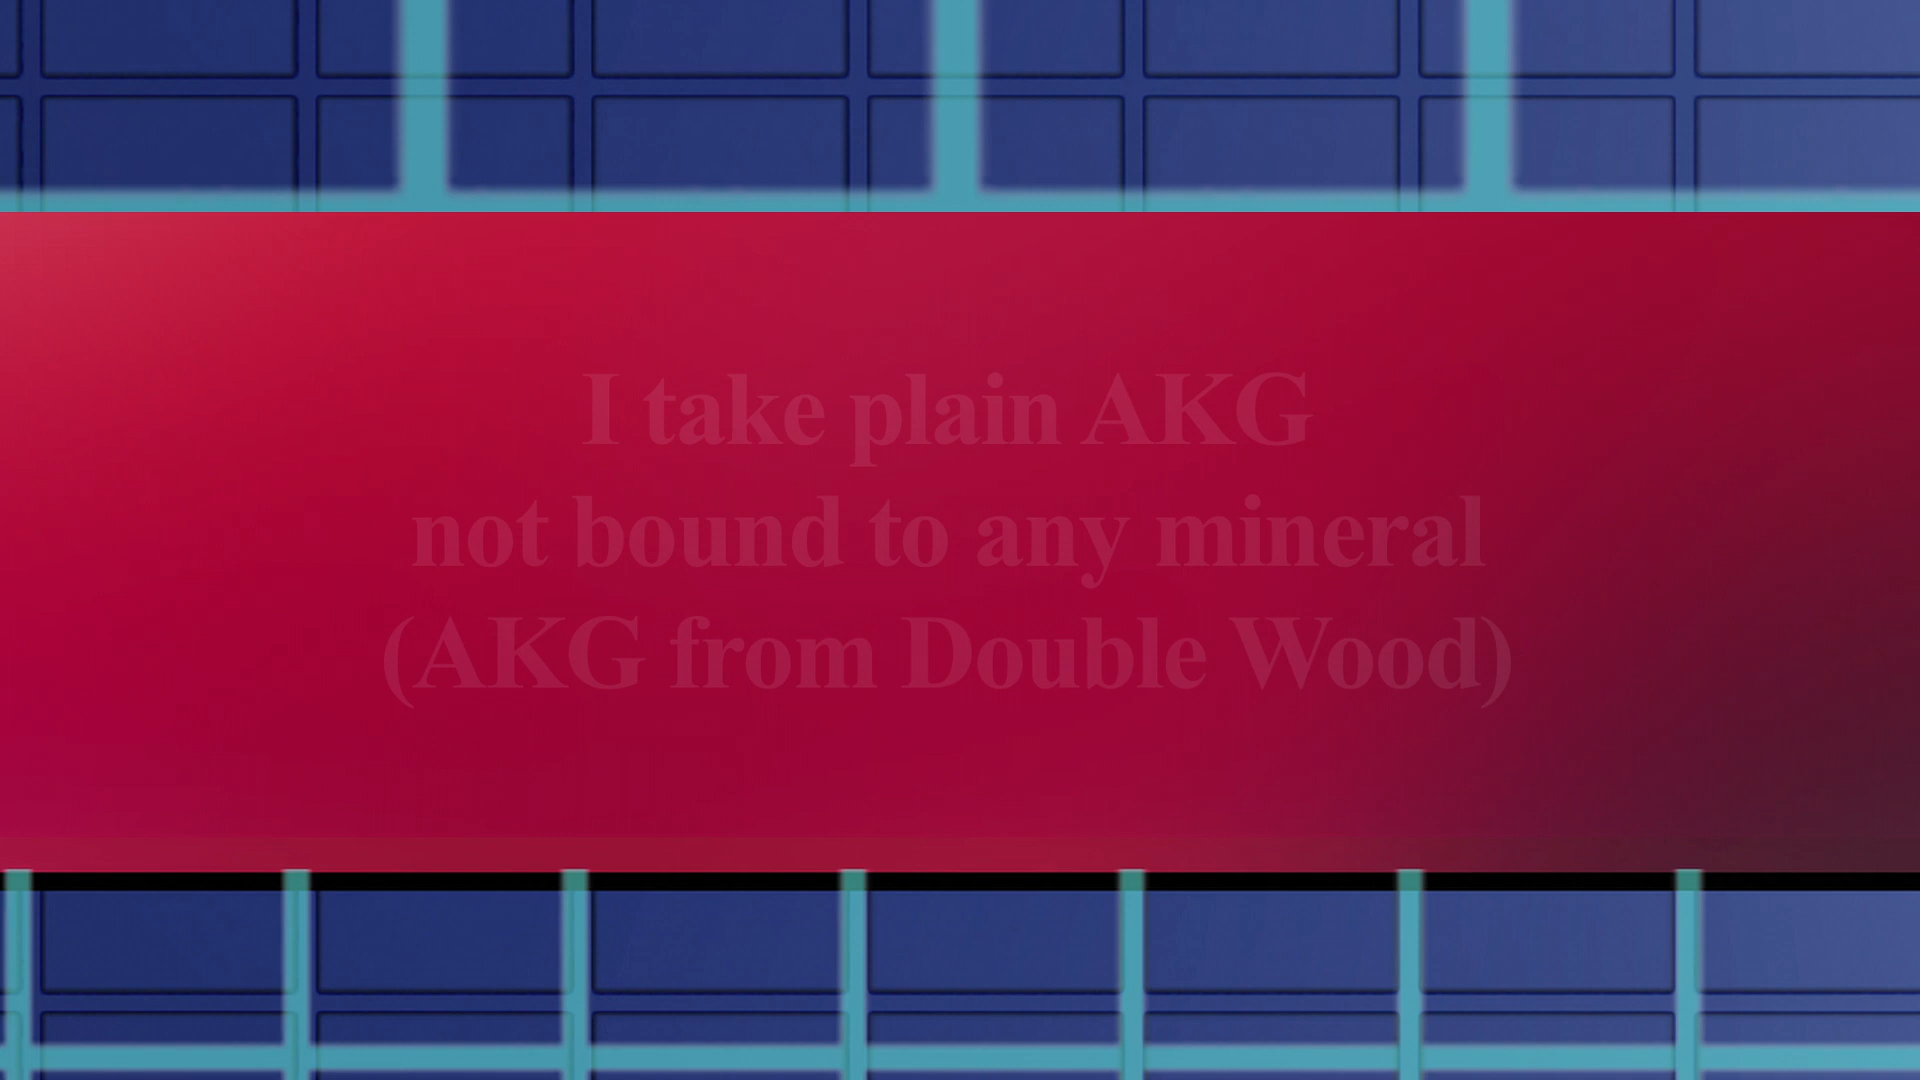 I take plain AKG
not bound to any mineral
(AKG from Double Wood)